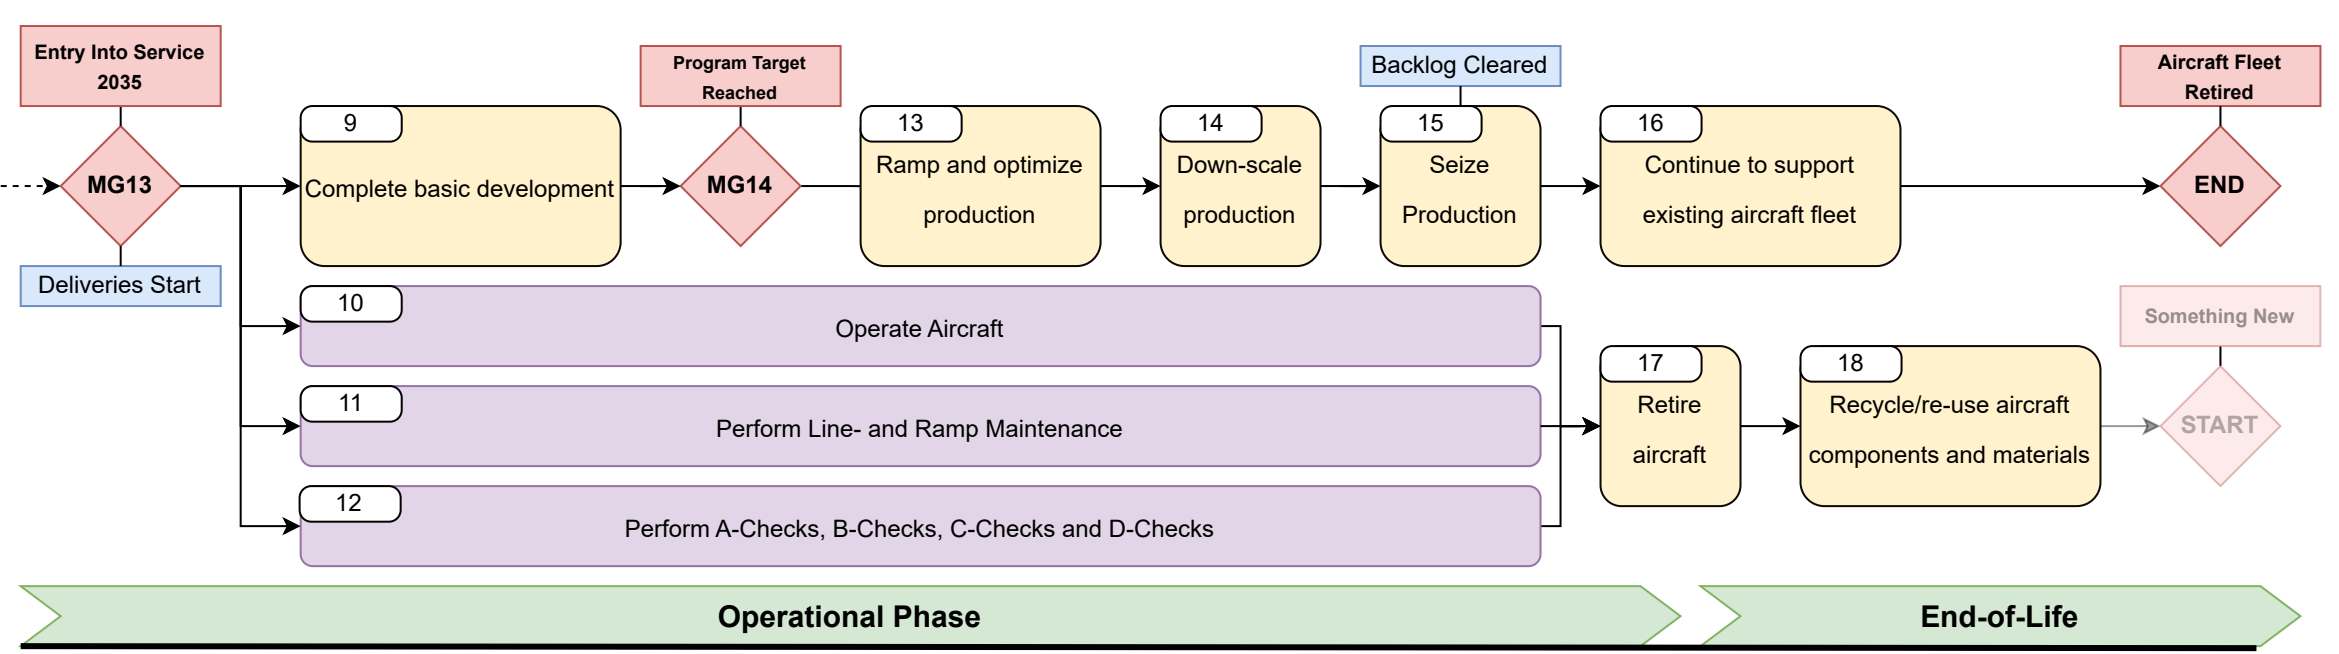 Entry Into Service
2035
MG13
Deliveries Start
9
Complete basic development
Program Target
Reached
MG14
13
Ramp and optimize
production
14
Down-scale
production
Backlog Cleared
15
Seize
Production
16
Continue to support
existing aircraft fleet
Aircraft Fleet
Retired
END
10
Operate Aircraft
11
Perform Line- and Ramp Maintenance
12
Perform A-Checks, B-Checks, C-Checks and D-Checks
17
Retire
aircraft
18
Recycle/re-use aircraft
components and materials
Something New
START
Operational Phase
End-of-Life